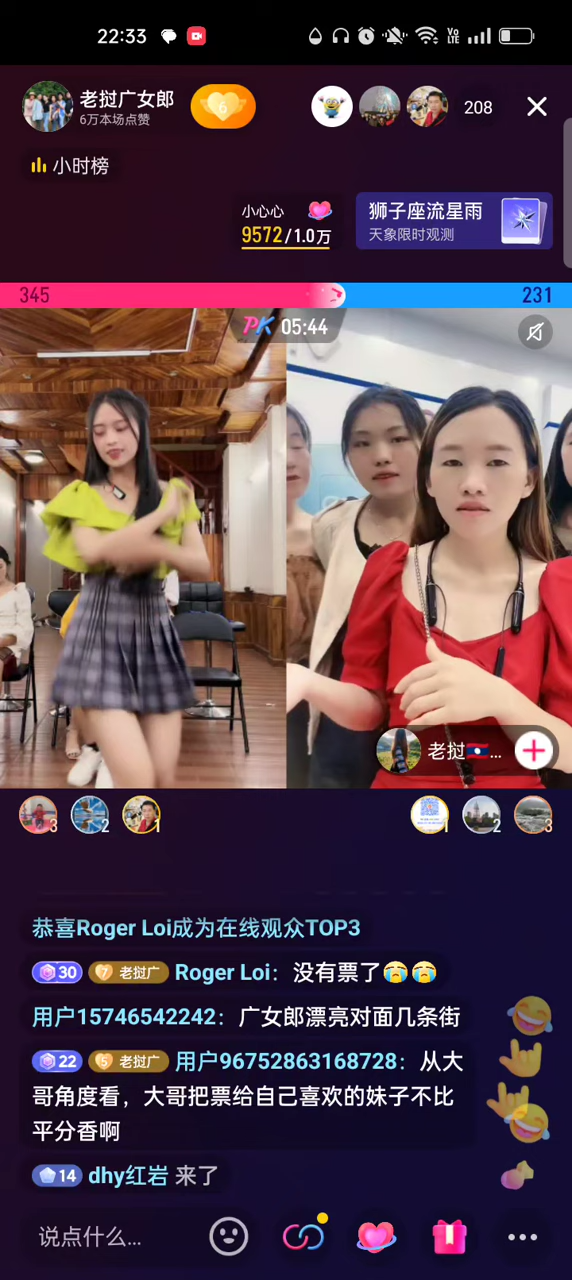 22:33
VoLTE
老挝广女郎
6万本场点赞
6
208
小时榜
小心心
9572/1.0万
狮子座流星雨
天象限时观测
345
231
PK 05:44
老挝🇱🇦...
3
2
1
1
2
3
恭喜Roger Loi成为在线观众TOP3
30 7 老挝广 Roger Loi：没有票了😭😭
用户15746542242：广女郎漂亮对面几条街
22 5 老挝广 用户96752863168728：从大
哥角度看，大哥把票给自己喜欢的妹子不比
平分香啊
14 dhy红岩 来了
说点什么...